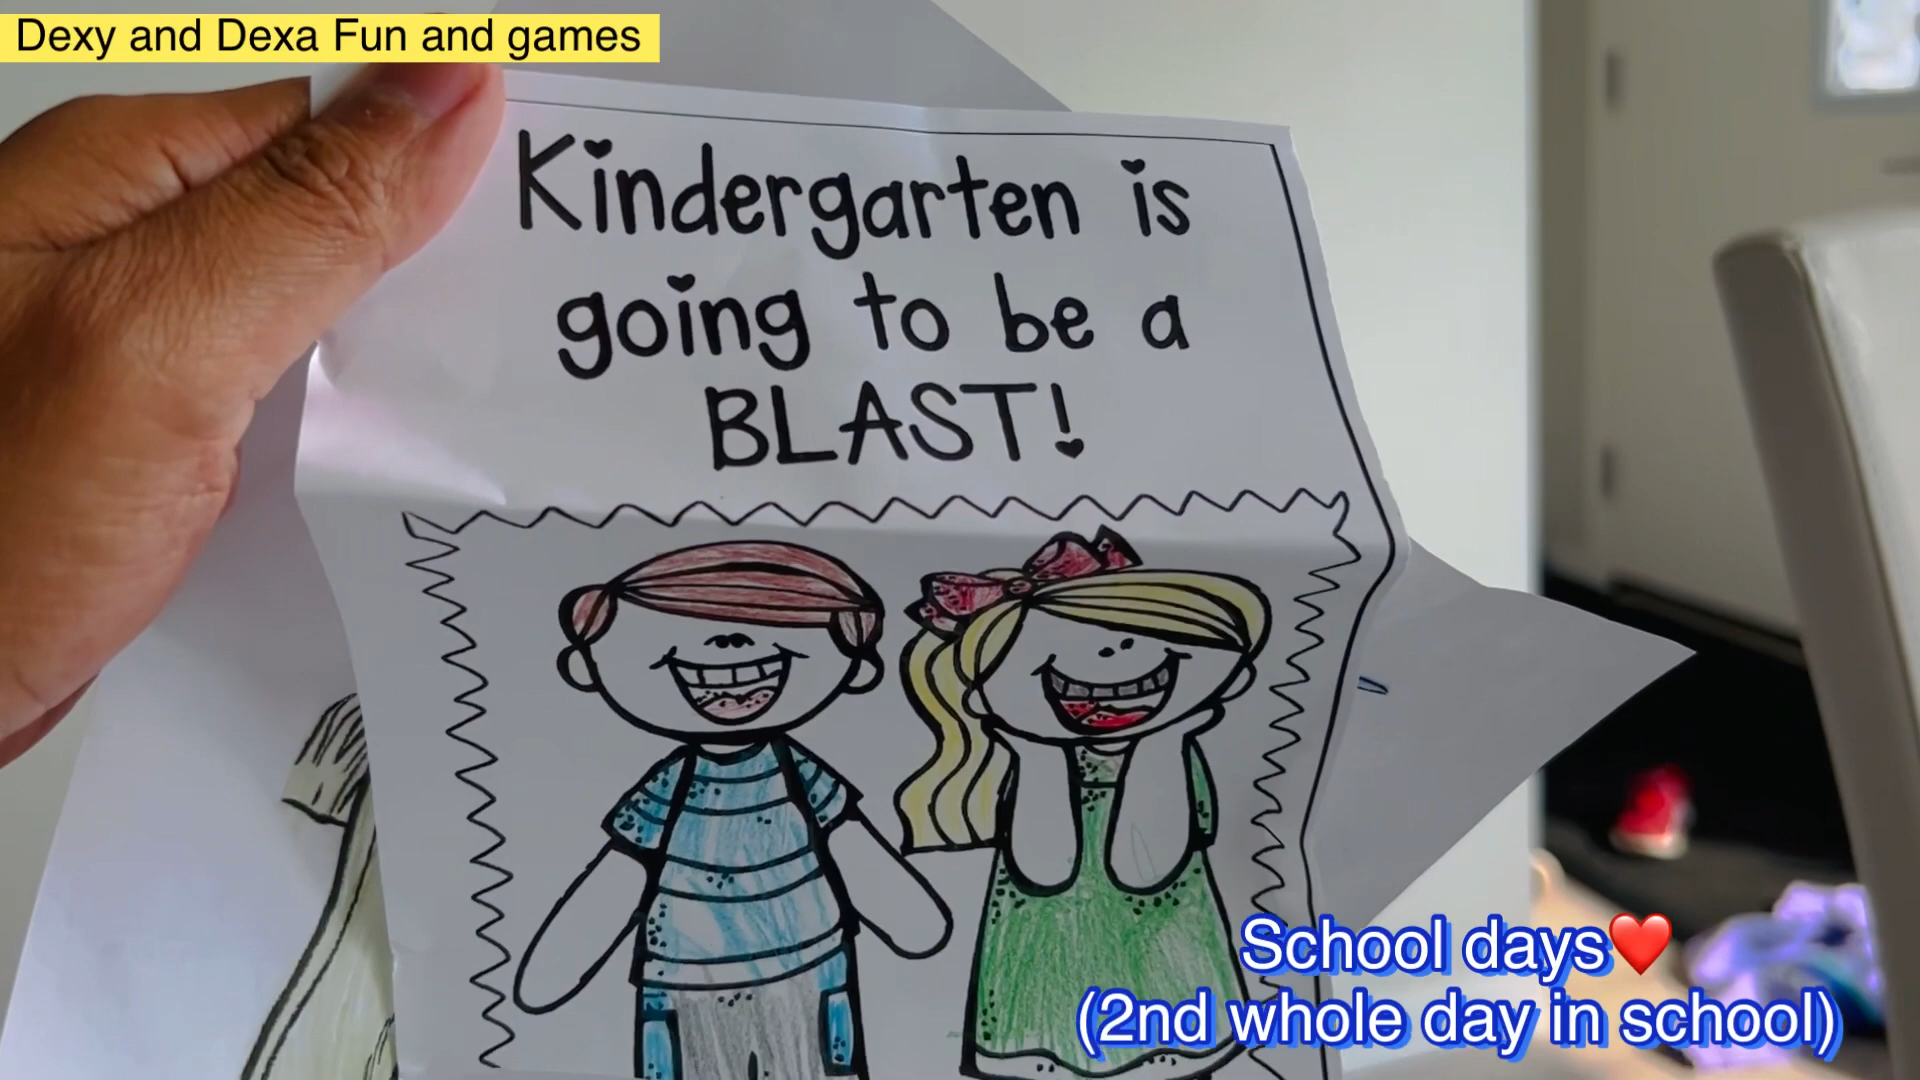 Dexy and Dexa Fun and games
Kindergarten is
going to be a
BLAST!
School days❤️
(2nd whole day in school)